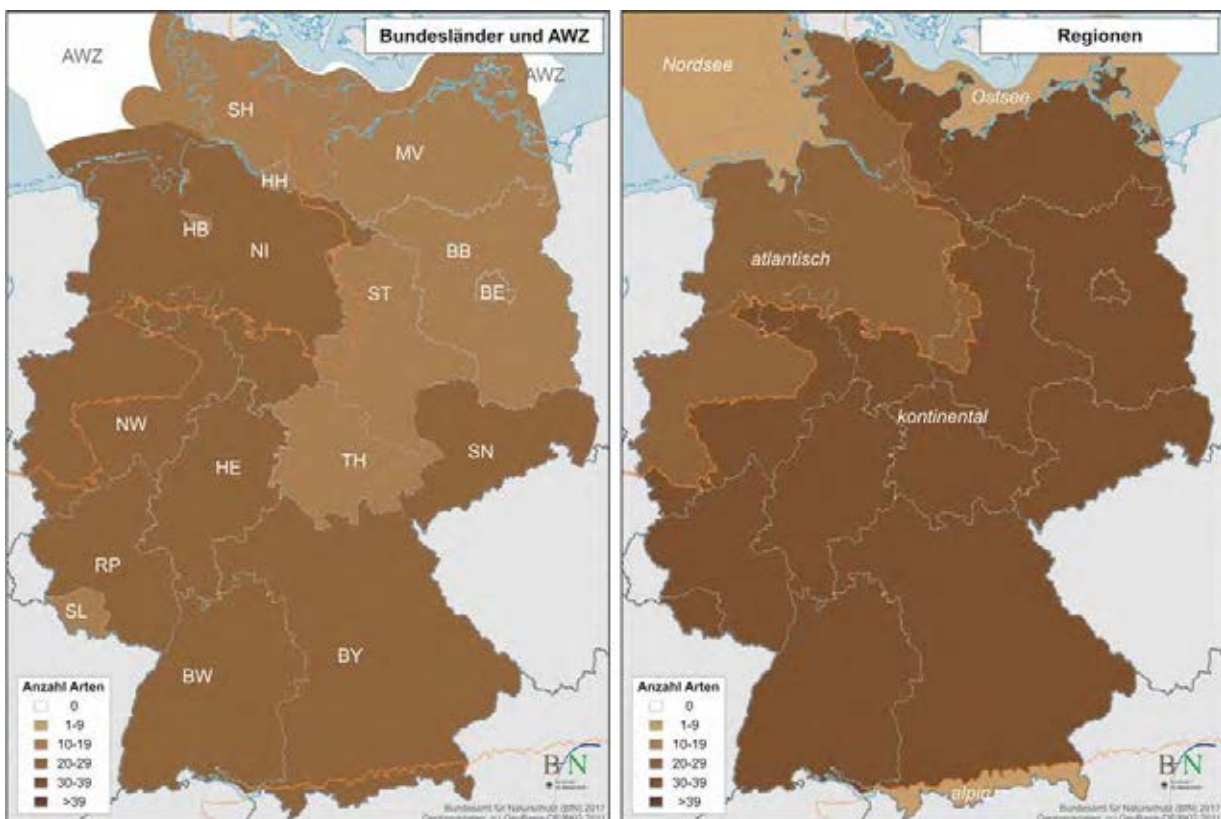 Bundesländer und AWZ
AWZ
AWZ
SH
MV
HH
HB
NI
BB
BE
ST
NW
HE
TH
SN
RP
SL
BW
BY
Anzahl Arten
0
1-9
10-19
20-29
30-39
>39
BfN
Bundesamt für Naturschutz (BfN) 2017
Regionen
Nordsee
Ostsee
atlantisch
kontinental
alpin
Anzahl Arten
0
1-9
10-19
20-29
30-39
>39
BfN
Bundesamt für Naturschutz (BfN) 2017